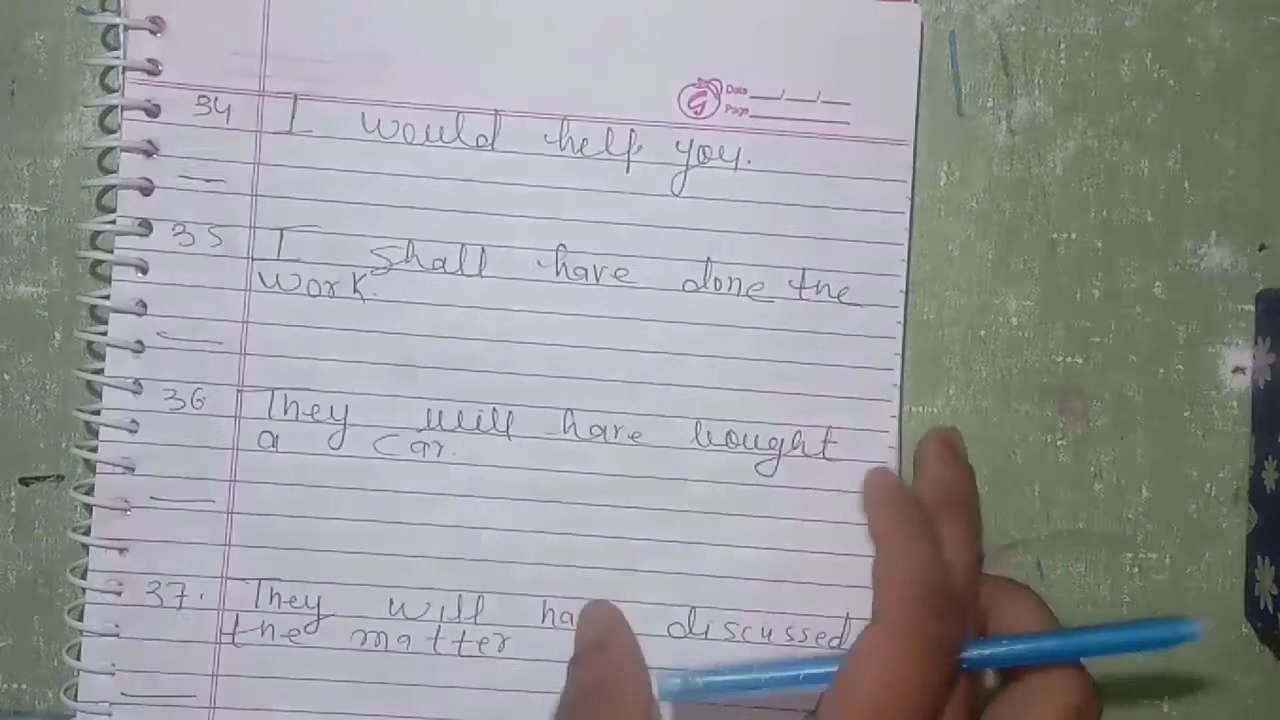 Date
Page
34 I would help you.
35 I shall have done the
work.
36 They will have bought
a car.
37. They will discussed
the matter